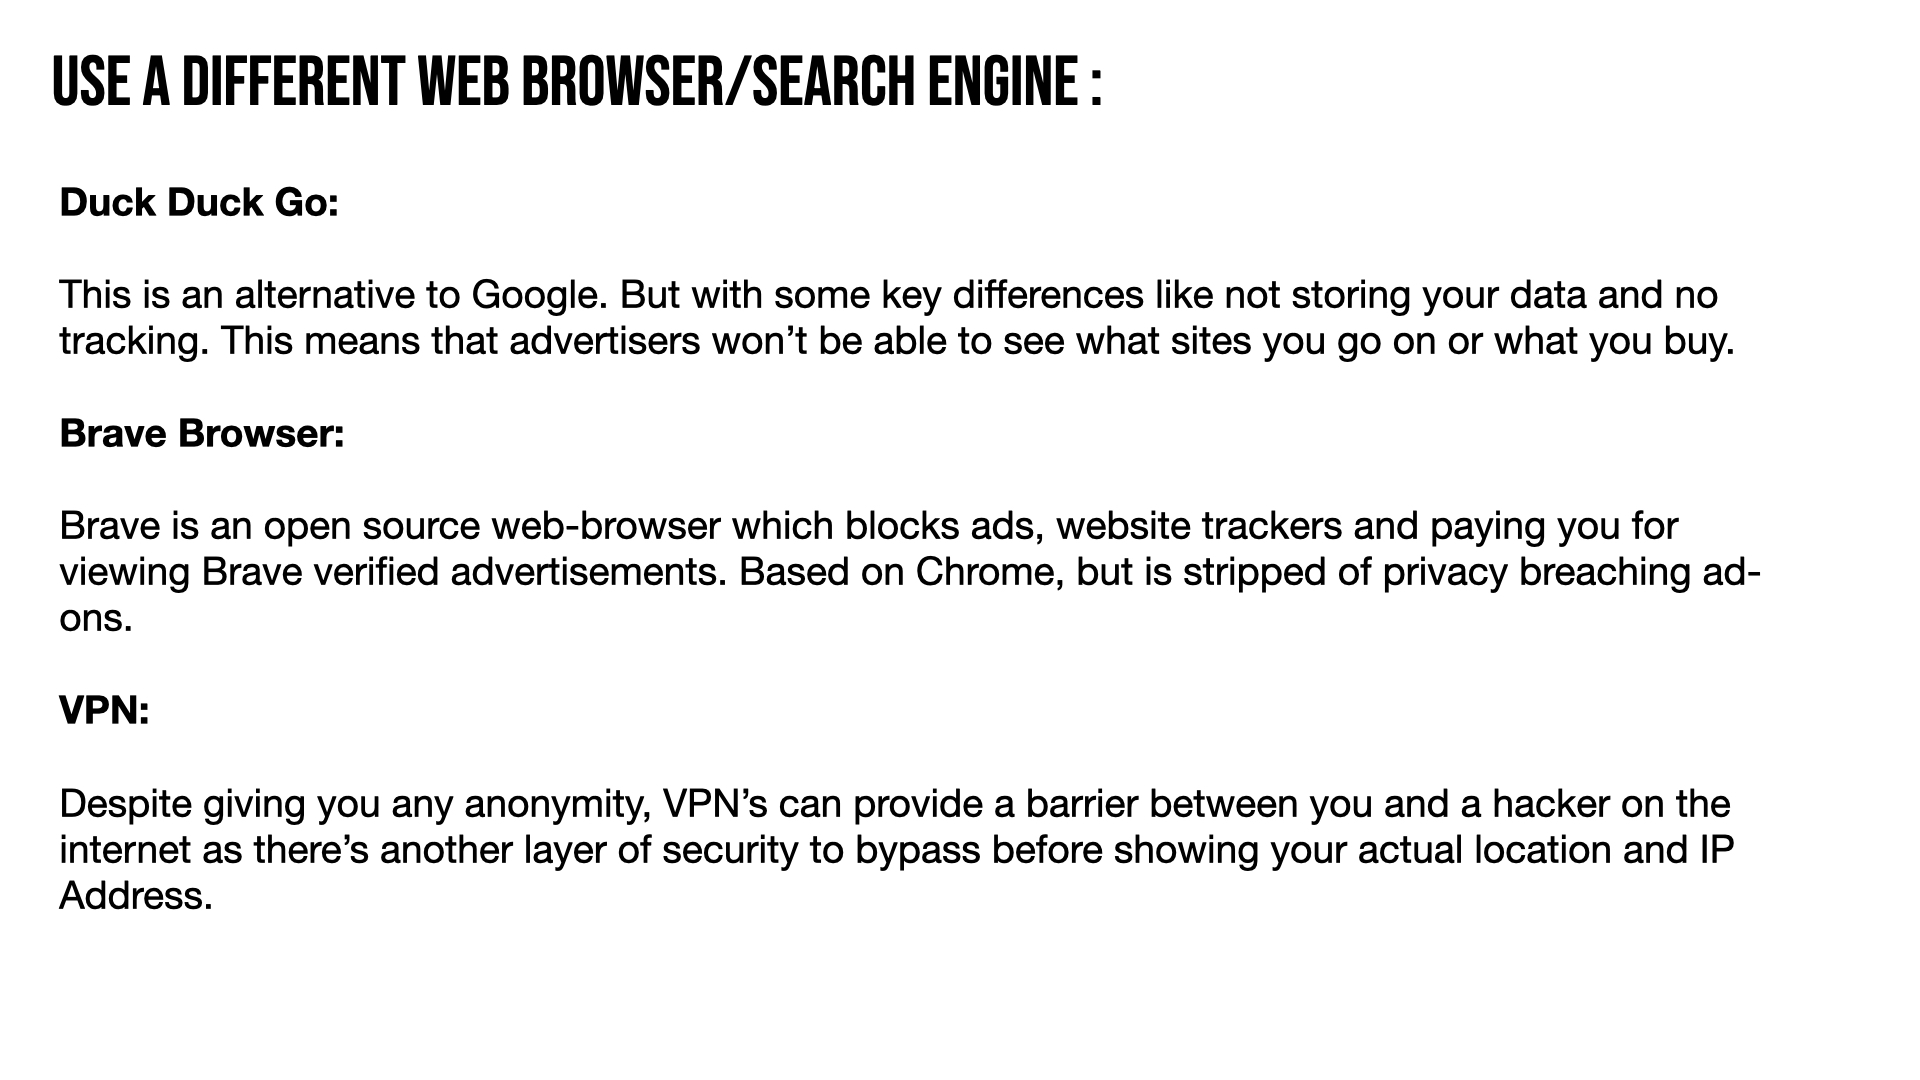 USE A DIFFERENT WEB BROWSER/SEARCH ENGINE :
Duck Duck Go:
This is an alternative to Google. But with some key differences like not storing your data and no
tracking. This means that advertisers won’t be able to see what sites you go on or what you buy.
Brave Browser:
Brave is an open source web-browser which blocks ads, website trackers and paying you for
viewing Brave verified advertisements. Based on Chrome, but is stripped of privacy breaching ad-
ons.
VPN:
Despite giving you any anonymity, VPN’s can provide a barrier between you and a hacker on the
internet as there’s another layer of security to bypass before showing your actual location and IP
Address.